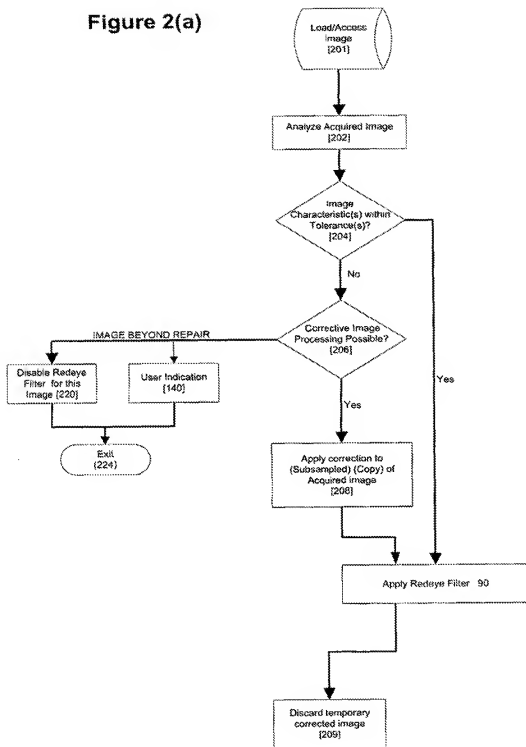 Figure 2(a)
Load/Access
Image
[201]
Analyze Acquired Image
[202]
Image
Characteristic(s) within
Tolerance(s)?
[204]
No
Yes
IMAGE BEYOND REPAIR
Corrective Image
Processing Possible?
[206]
Disable Redeye
Filter for this
Image [220]
User Indication
[140]
Exit
(224)
Yes
Apply correction to
(Subsampled) (Copy) of
Acquired image
[208]
Apply Redeye Filter 90
Discard temporary
corrected image
[209]